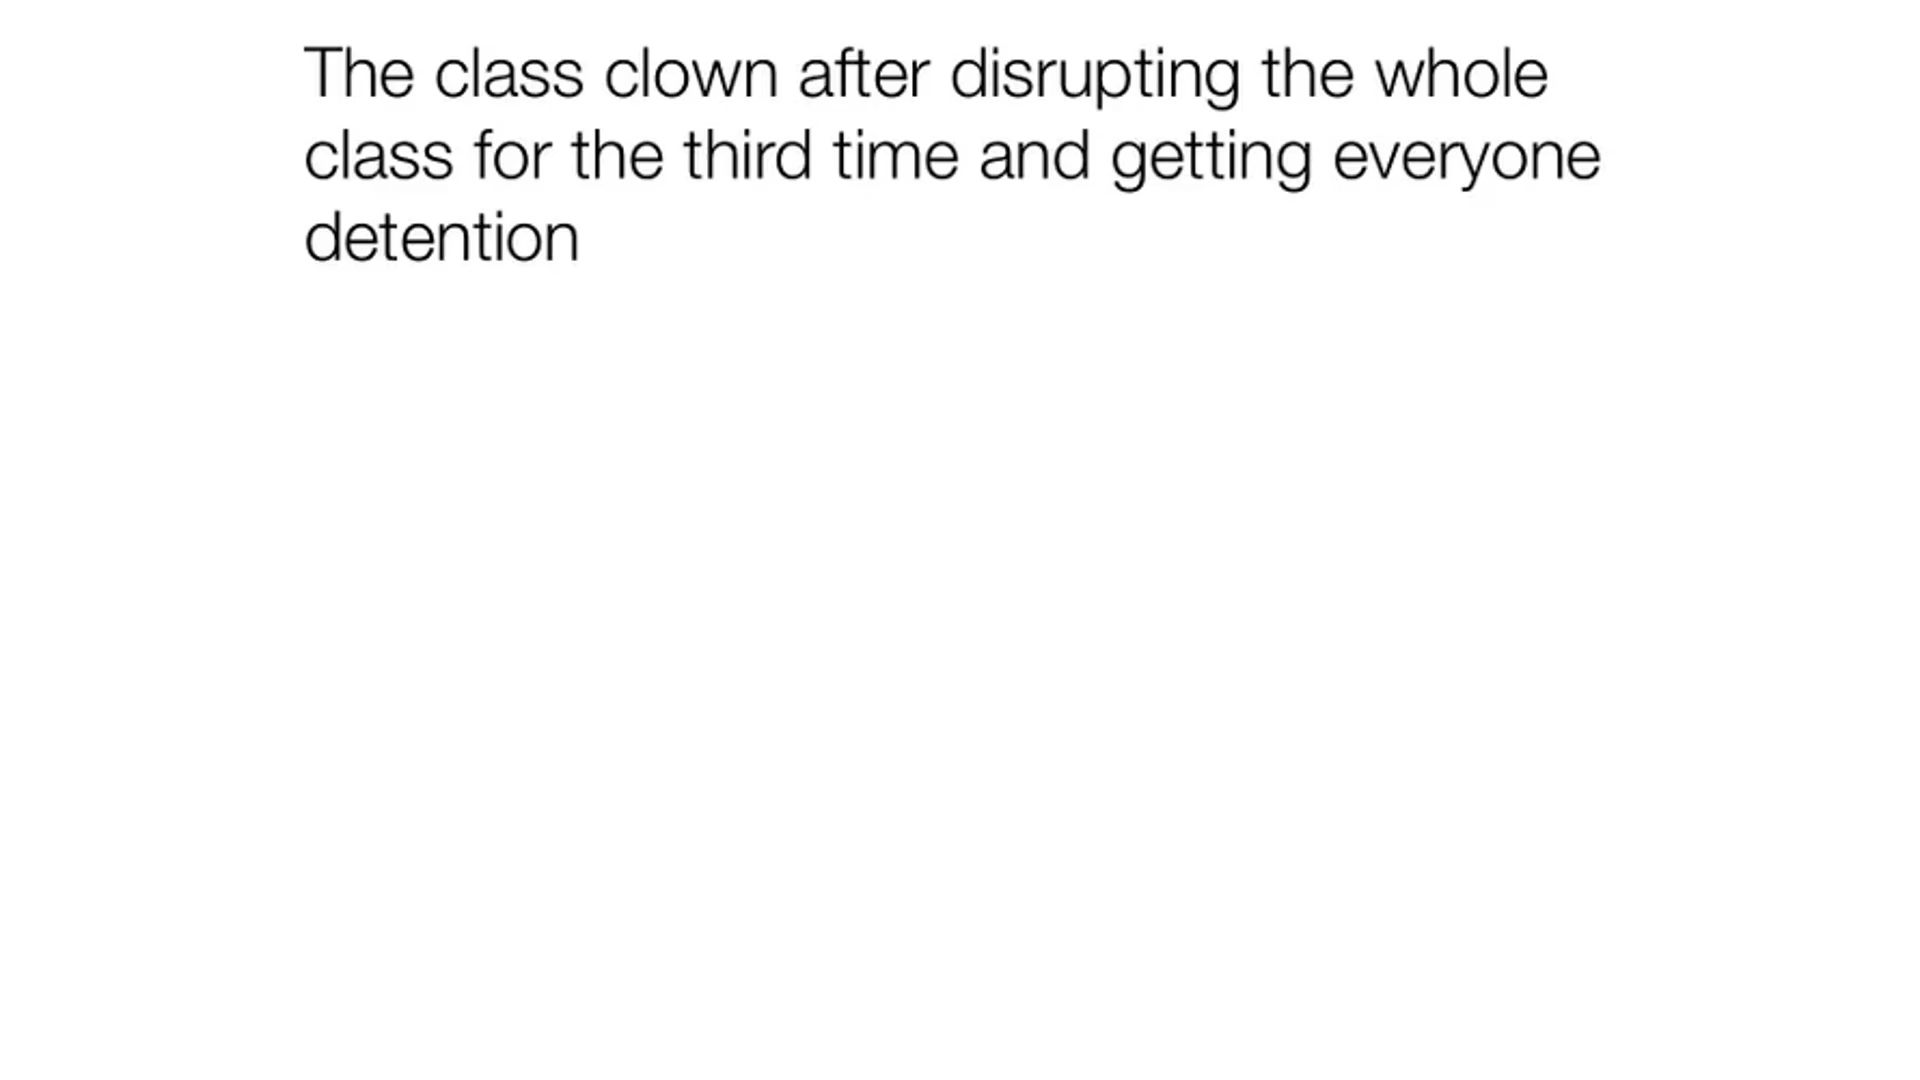 The class clown after disrupting the whole
class for the third time and getting everyone
detention